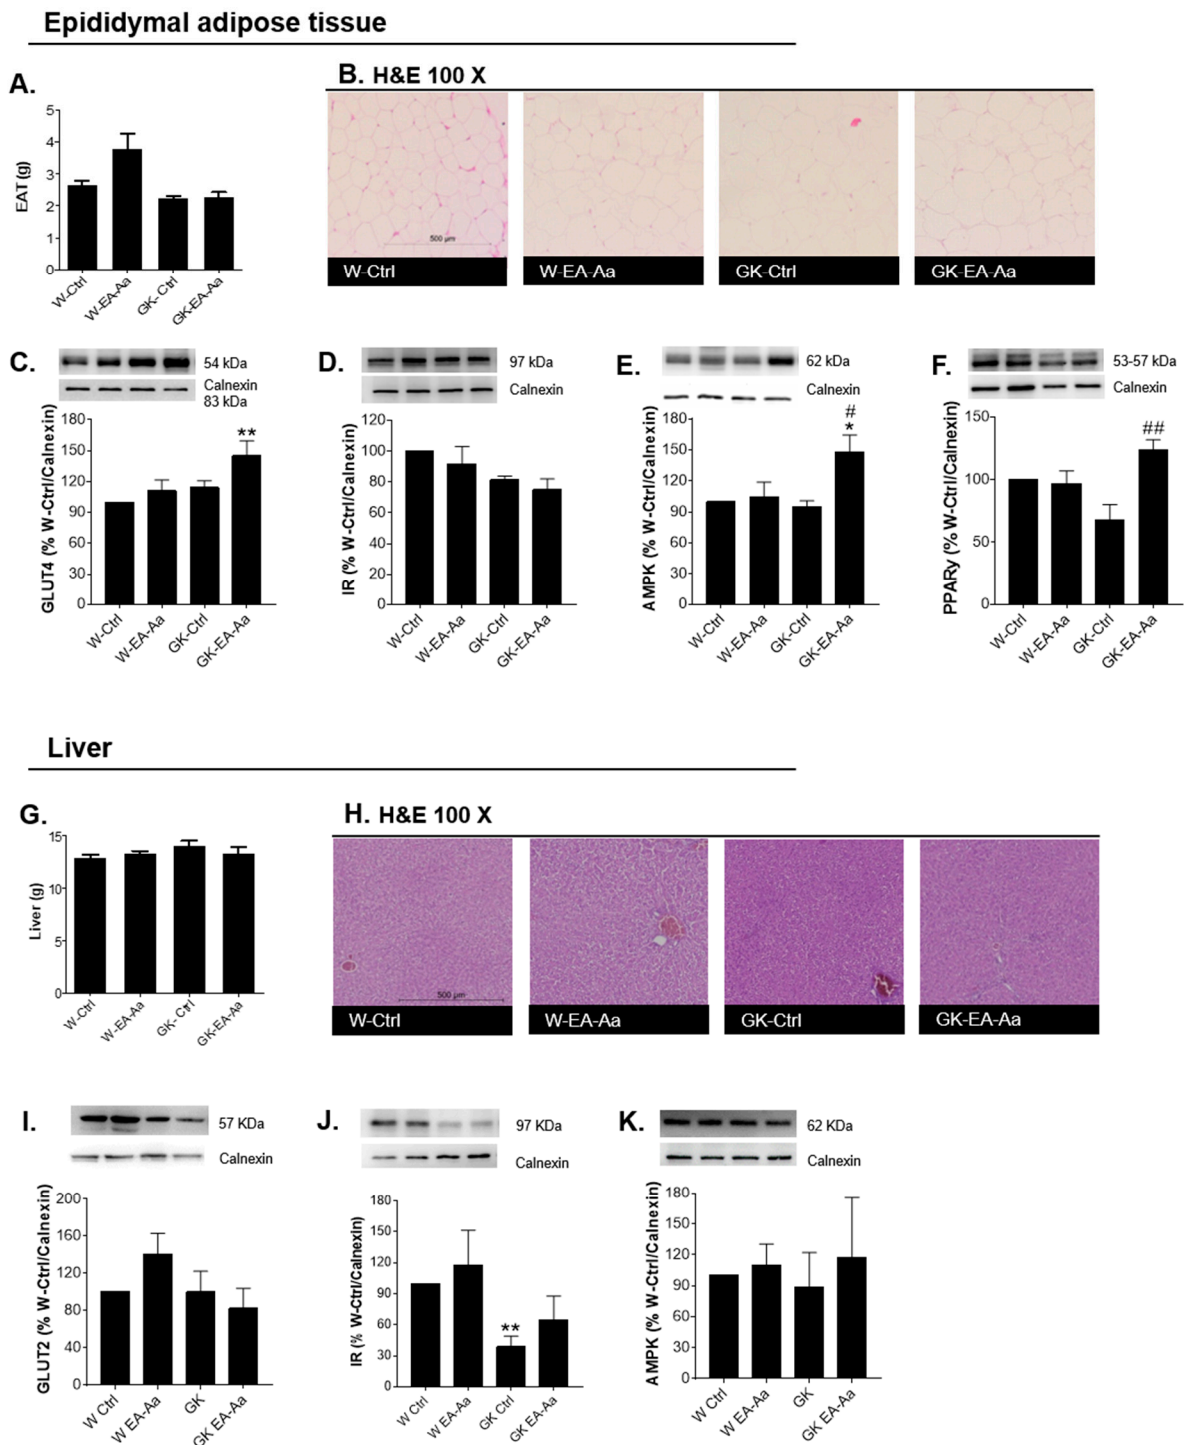 Epididymal adipose tissue
A.
B. H&E 100 X
5
4
3
2
1
0
EAT (g)
W-Ctrl
W-EA-Aa
GK- Ctrl
GK-EA-Aa
500 µm
W-Ctrl
W-EA-Aa
GK-Ctrl
GK-EA-Aa
C.
54 kDa
Calnexin
83 kDa
180
150
120
90
60
30
0
GLUT4 (% W-Ctrl/Calnexin)
**
W-Ctrl
W-EA-Aa
GK-Ctrl
GK-EA-Aa
D.
97 kDa
Calnexin
120
100
80
60
40
20
0
IR (% W-Ctrl/Calnexin)
W-Ctrl
W-EA-Aa
GK-Ctrl
GK-EA-Aa
E.
62 kDa
Calnexin
180
150
120
90
60
30
0
AMPK (% W-Ctrl/Calnexin)
#
*
W-Ctrl
W-EA-Aa
GK-Ctrl
GK-EA-Aa
F.
53-57 kDa
Calnexin
150
100
50
0
PPARy (% W-Ctrl/Calnexin)
##
W-Ctrl
W-EA-Aa
GK-Ctrl
GK-EA-Aa
Liver
G.
H. H&E 100 X
15
10
5
0
Liver (g)
W-Ctrl
W-EA-Aa
GK- Ctrl
GK-EA-Aa
500 µm
W-Ctrl
W-EA-Aa
GK-Ctrl
GK-EA-Aa
I.
57 KDa
Calnexin
200
160
120
80
40
0
GLUT2 (% W-Ctrl/Calnexin)
W Ctrl
W EA-Aa
GK
GK EA-Aa
J.
97 KDa
Calnexin
180
150
120
90
60
30
0
IR (% W-Ctrl/Calnexin)
**
W Ctrl
W EA-Aa
GK Ctrl
GK EA-Aa
K.
62 KDa
Calnexin
180
150
120
90
60
30
0
AMPK (% W-Ctrl/Calnexin)
W Ctrl
W EA-Aa
GK
GK EA-Aa